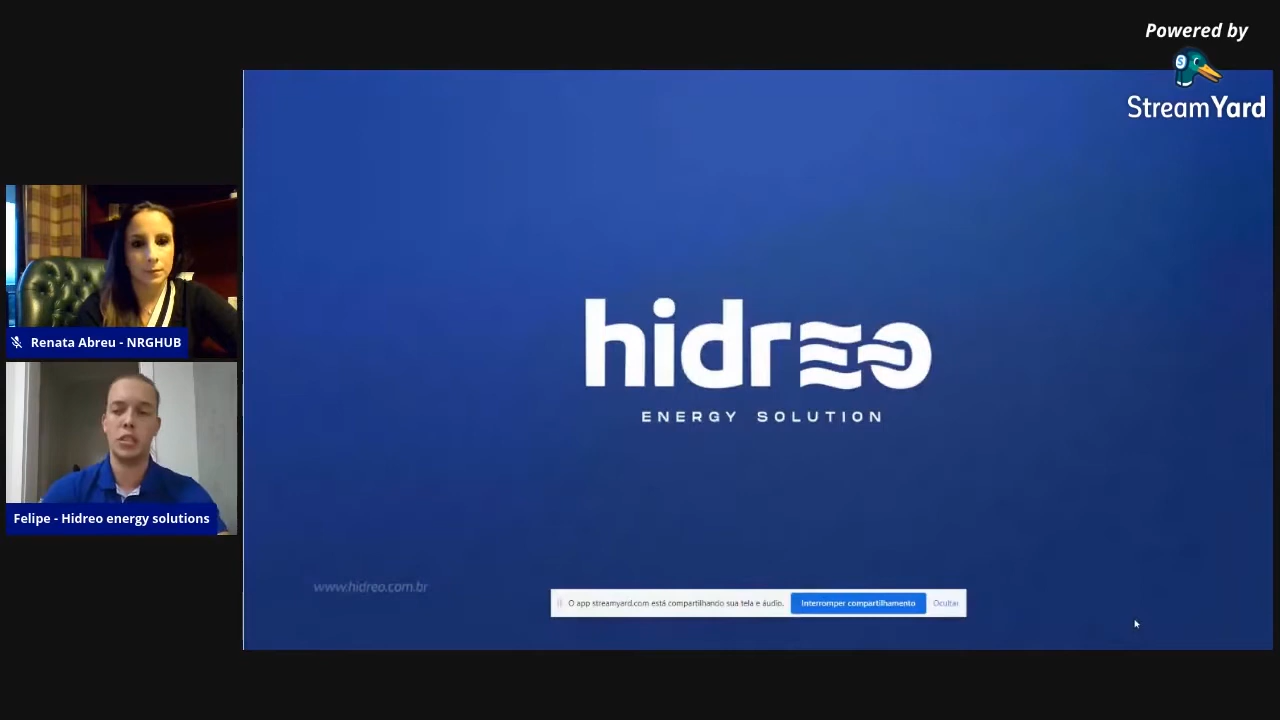 Powered by
StreamYard
Renata Abreu - NRGHUB
Felipe - Hidreo energy solutions
hidreo
ENERGY SOLUTION
www.hidreo.com.br
O app streamyard.com está compartilhando sua tela e áudio.
Interromper compartilhamento
Ocultar